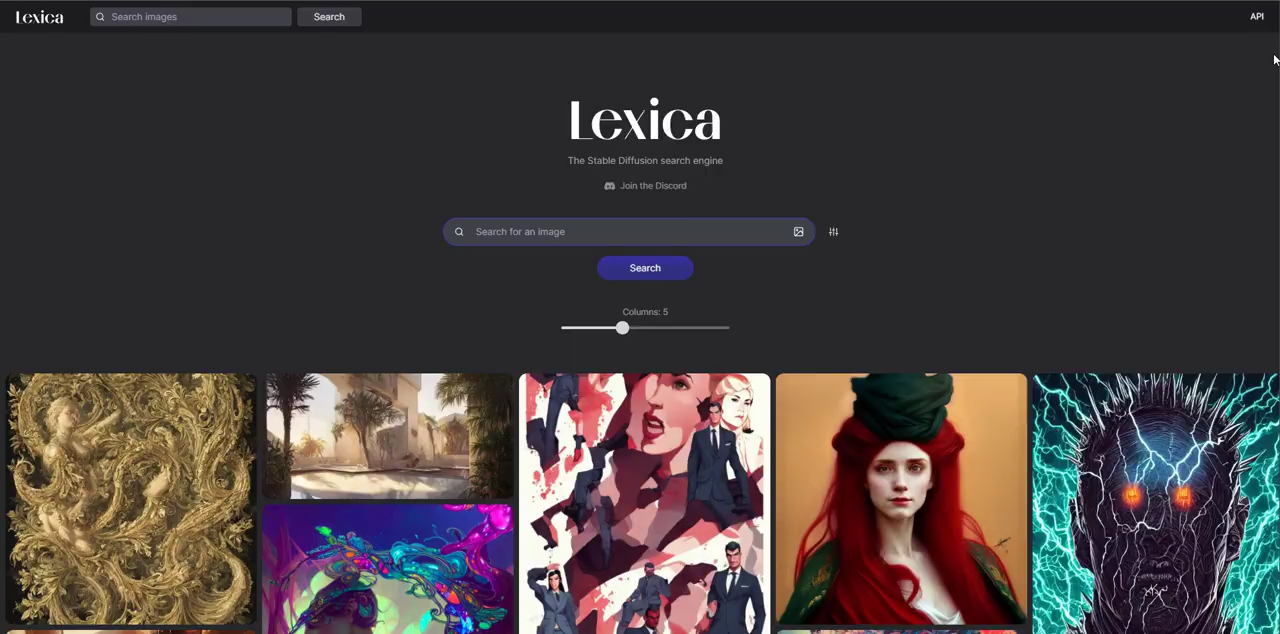 Lexica
Search images
Search
API
Lexica
The Stable Diffusion search engine
Join the Discord
Search for an image
Search
Columns: 5